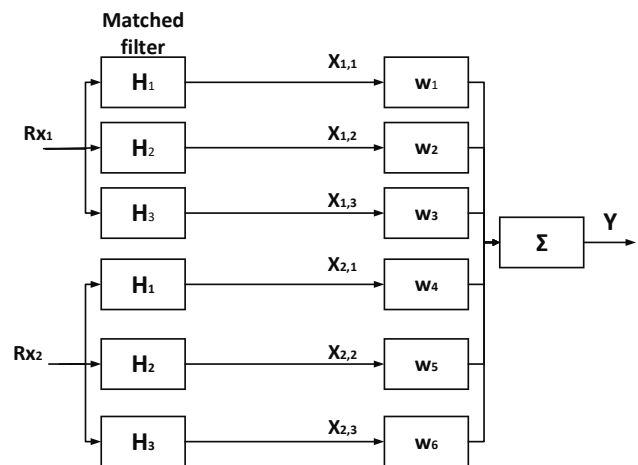 Matched
filter
H₁
X₁,₁
w₁
Rx₁
H₂
X₁,₂
w₂
H₃
X₁,₃
w₃
Σ
Y
H₁
X₂,₁
w₄
Rx₂
H₂
X₂,₂
w₅
H₃
X₂,₃
w₆